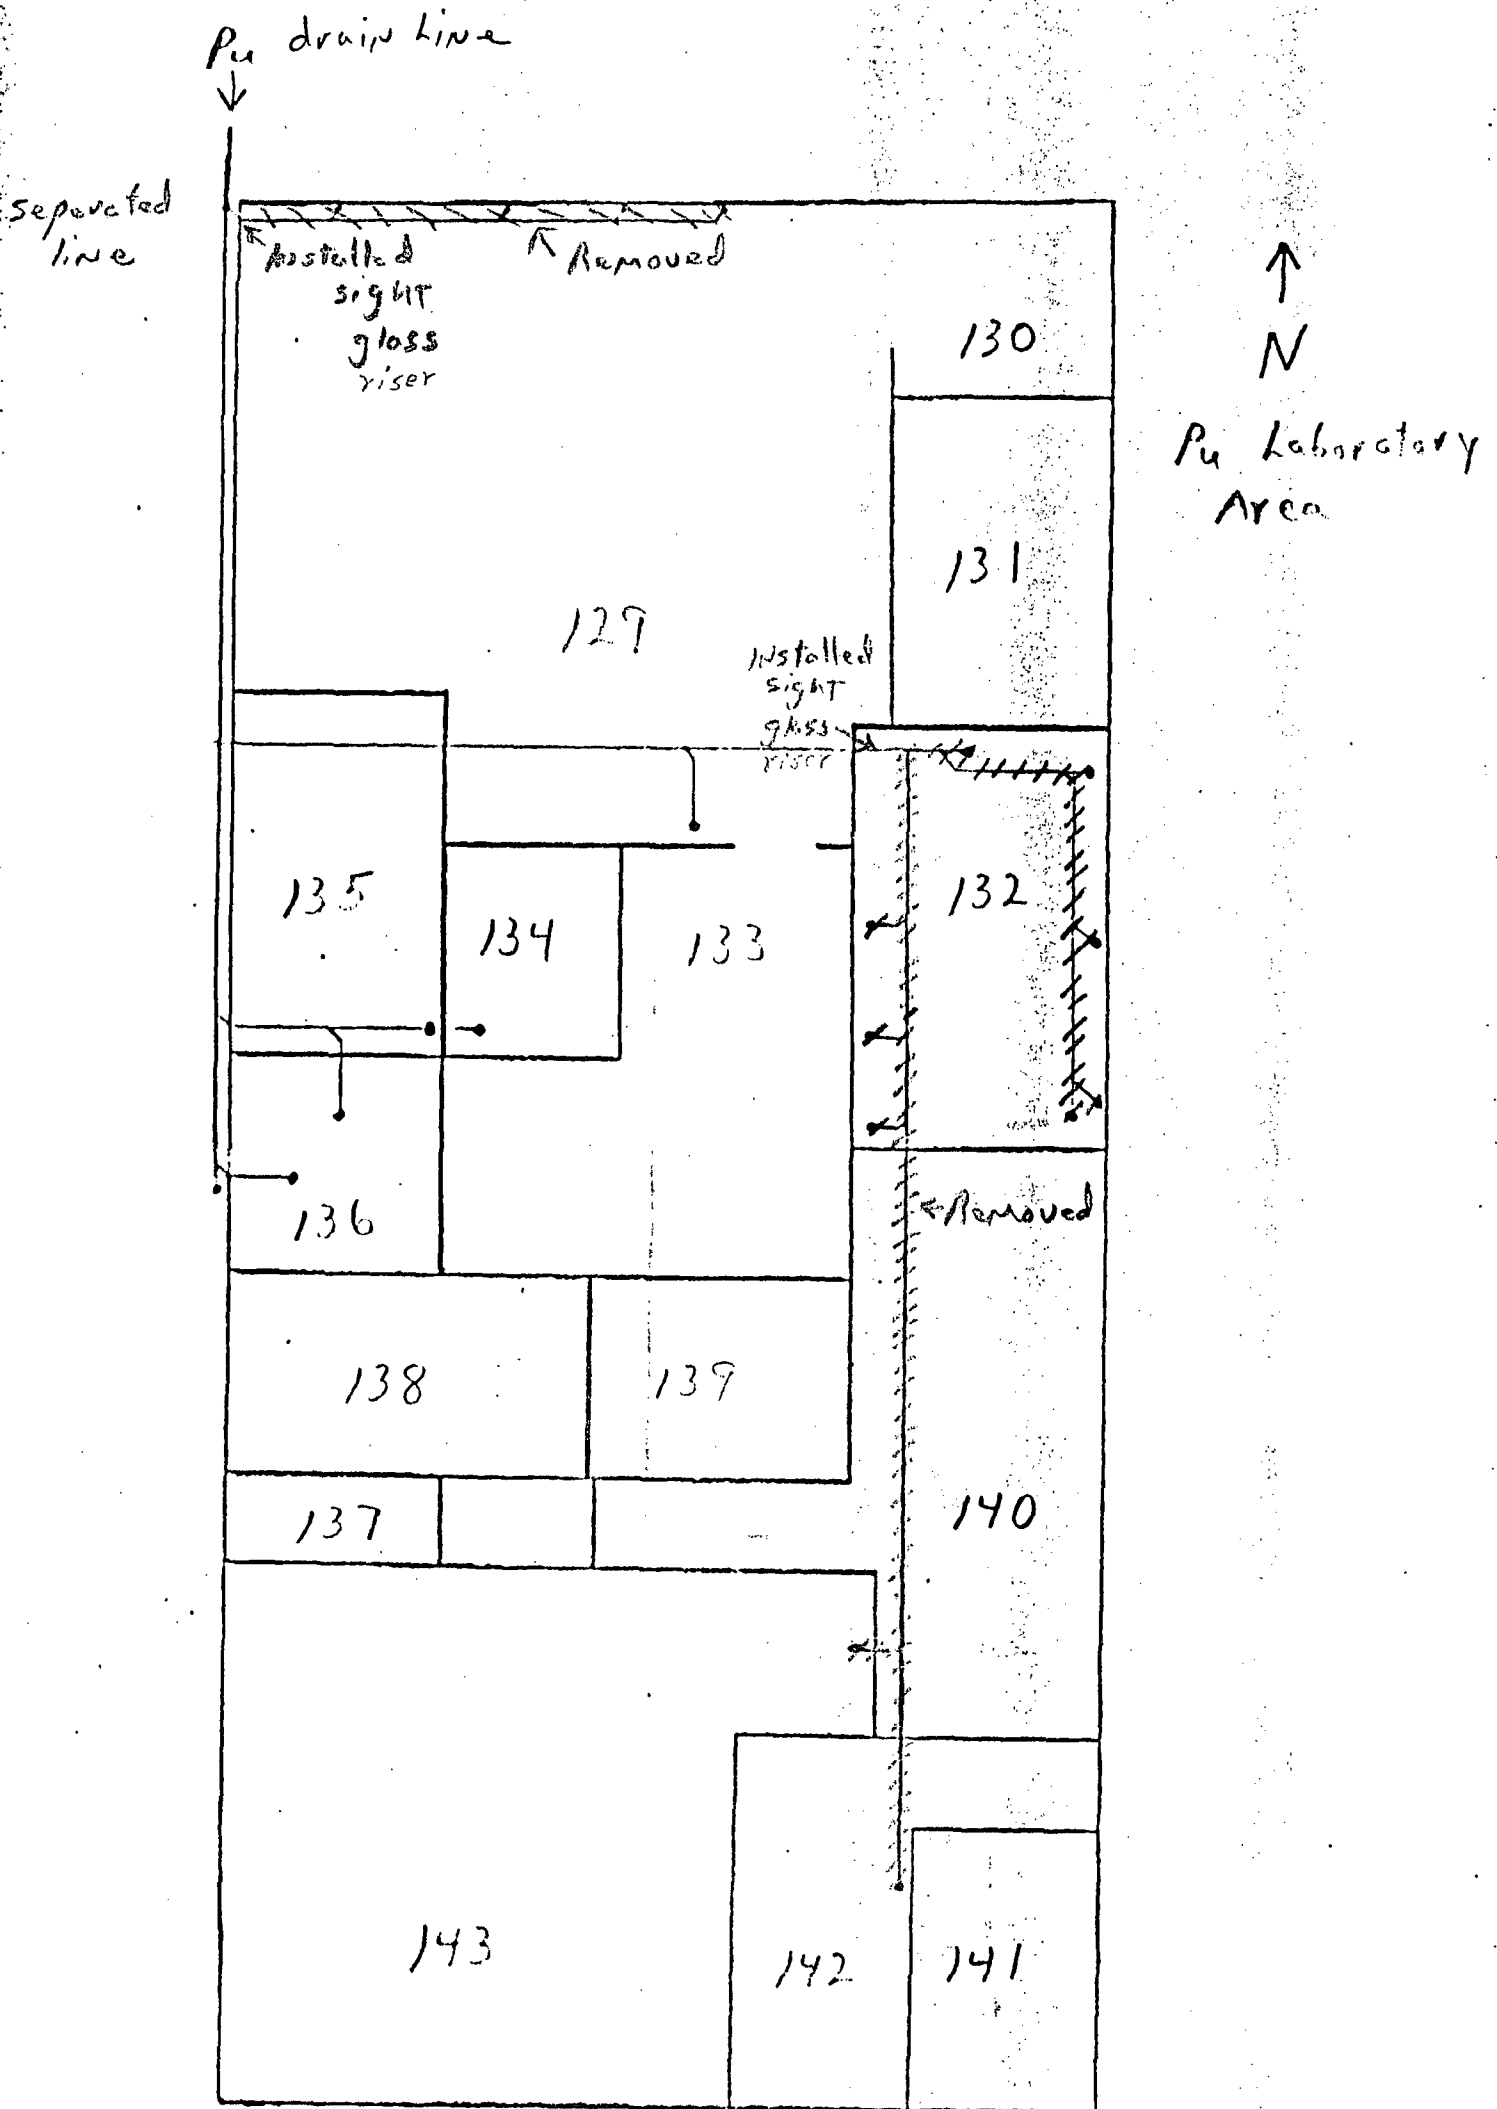 Pu drain Line
separated
line
Installed
sight
glass
riser
Removed
130
N
Pu Laboratory
Area
131
129
Installed
sight
glass
riser
135
134
133
132
136
Removed
138
139
137
140
143
142
141